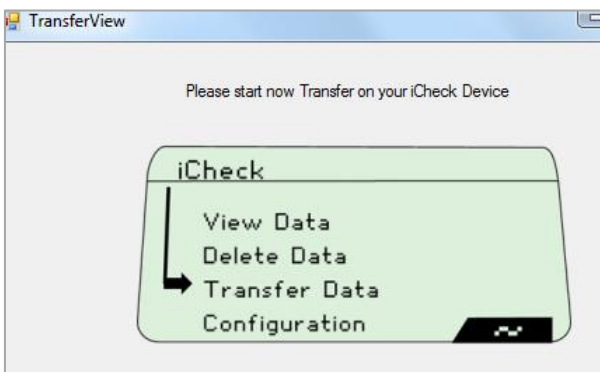 TransferView
Please start now Transfer on your iCheck Device
iCheck
View Data
Delete Data
Transfer Data
Configuration